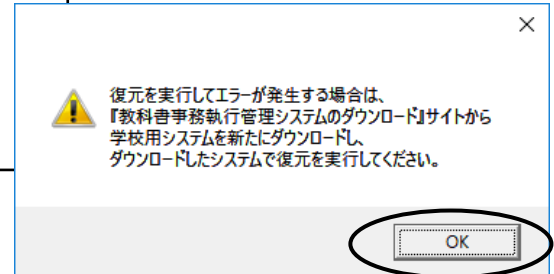 復元を実行してエラーが発生する場合は、
『教科書事務執行管理システムのダウンロード』サイトから
学校用システムを新たにダウンロードし、
ダウンロードしたシステムで復元を実行してください。
OK